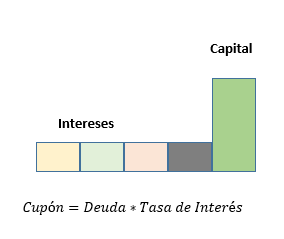 Capital
Intereses
Cupón = Deuda * Tasa de Interés